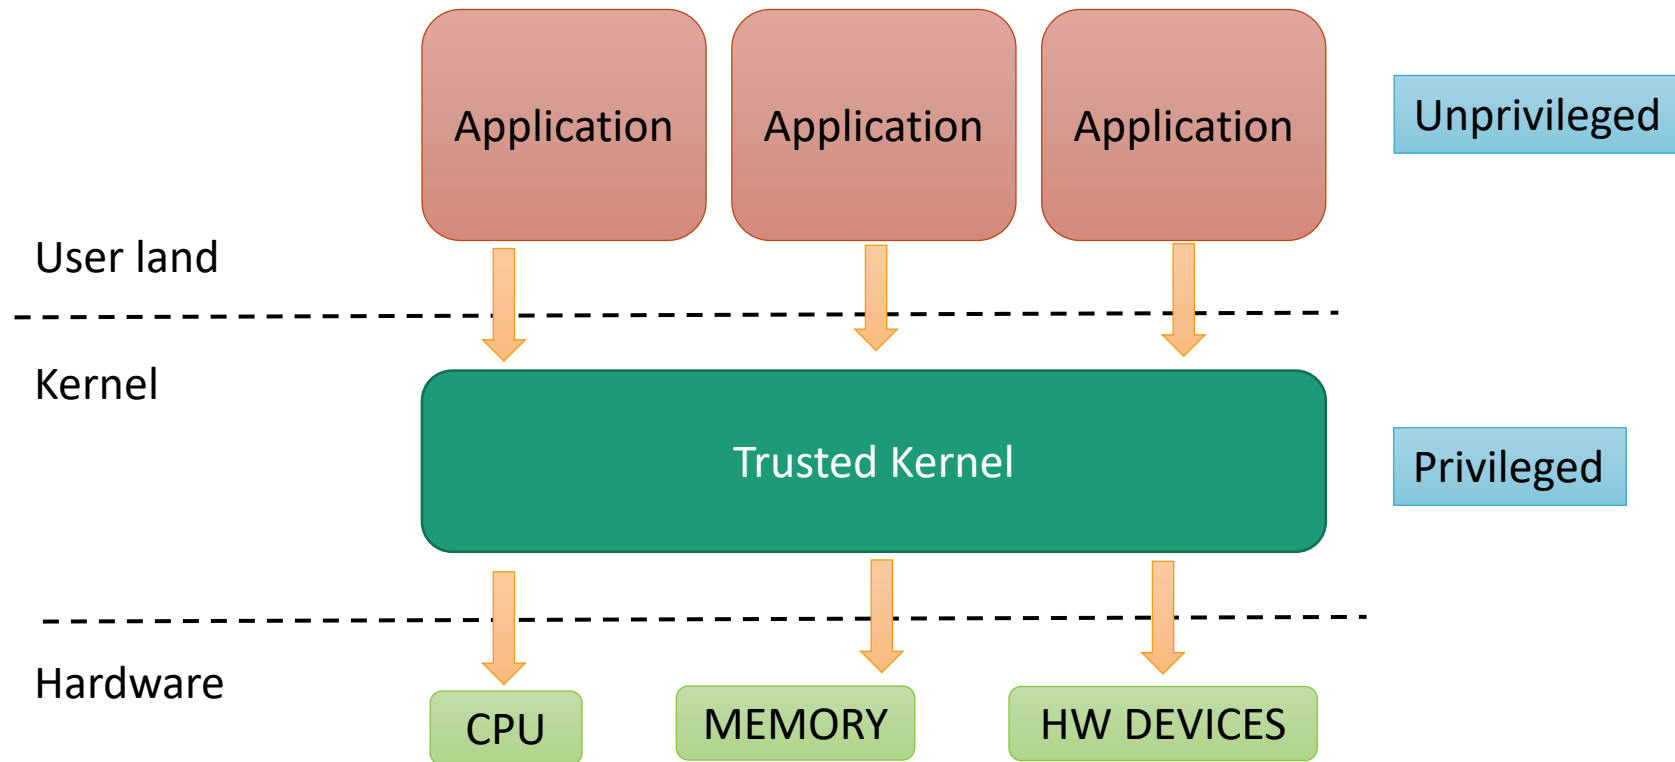 Application
Application
Application
Unprivileged
User land
Kernel
Trusted Kernel
Privileged
Hardware
CPU
MEMORY
HW DEVICES